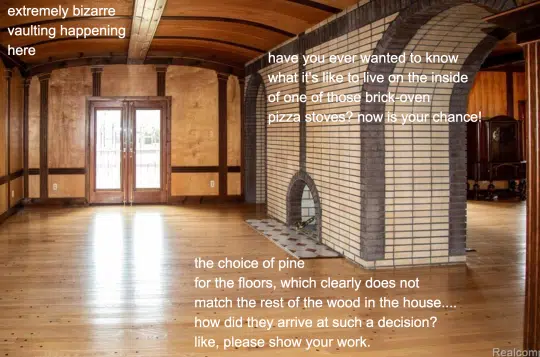 extremely bizarre
vaulting happening
here
have you ever wanted to know
what it's like to live on the inside
of one of those brick-oven
pizza stoves? now is your chance!
the choice of pine
for the floors, which clearly does not
match the rest of the wood in the house....
how did they arrive at such a decision?
like, please show your work.
Realcom